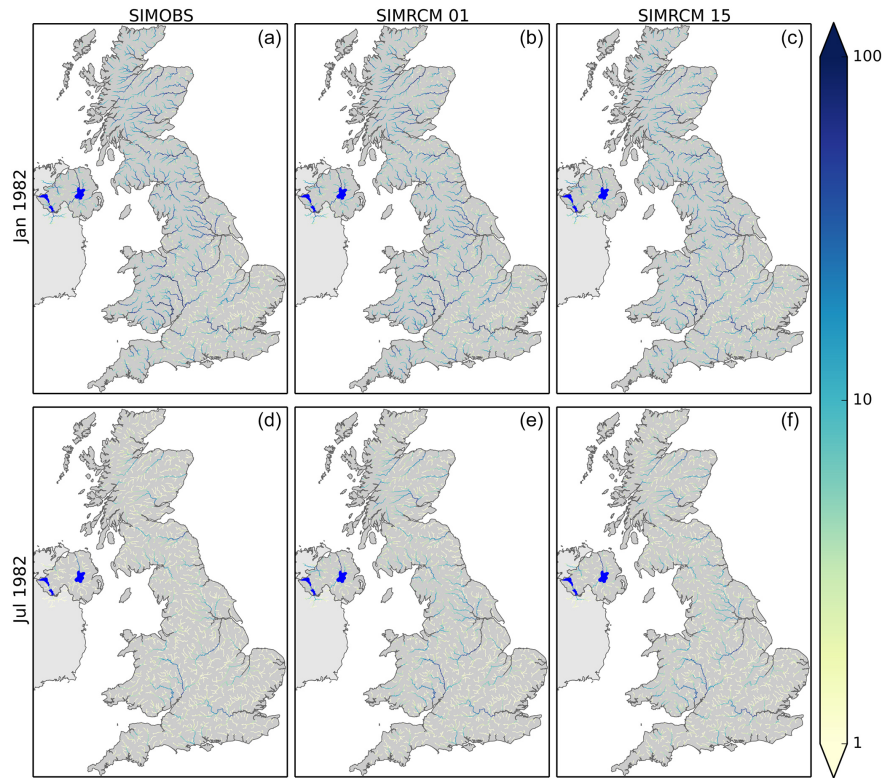 SIMOBS SIMRCM 01 SIMRCM 15
(a) (b) (c)
100
Jan 1982
10
(d) (e) (f)
Jul 1982
1